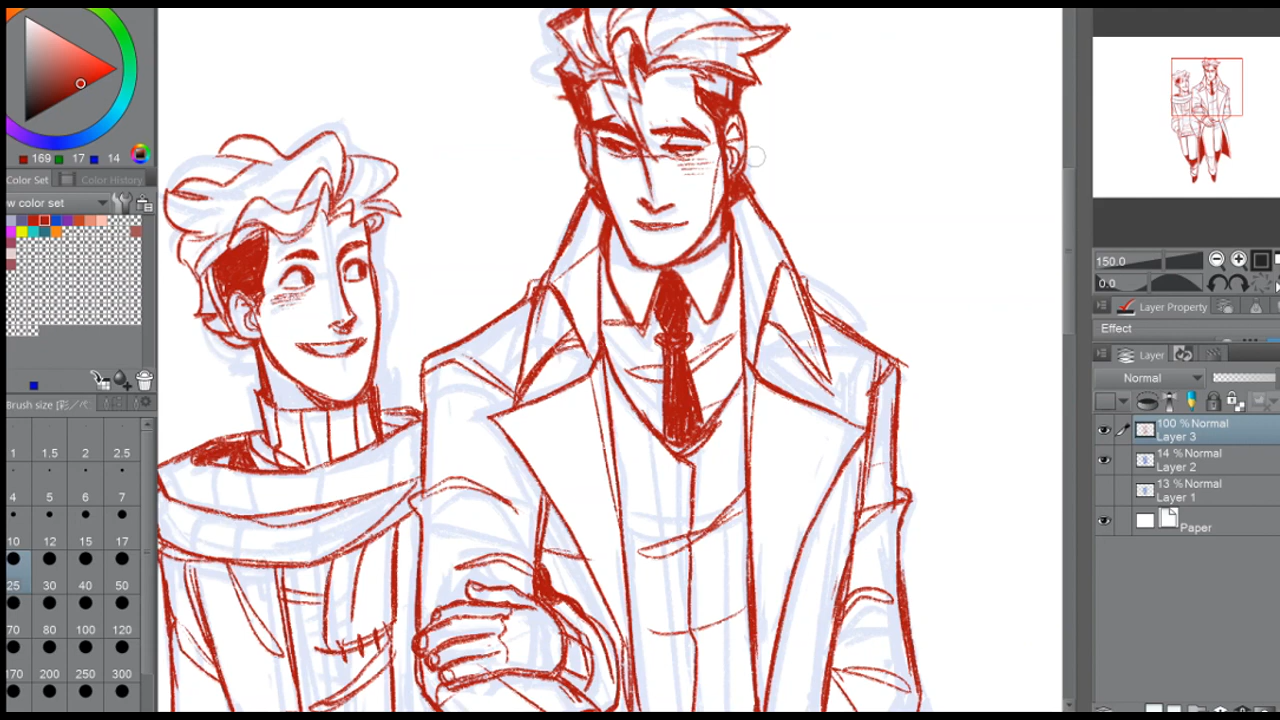 169 17 14
Color Set Color History
w color set
Brush size [彩／ペ
1 1.5 2 2.5
4 5 6 7
10 12 15 17
25 30 40 50
70 80 100 120
170 200 250 300
150.0
0.0
Layer Property
Effect
Layer
Normal
100 %Normal
Layer 3
14 %Normal
Layer 2
13 %Normal
Layer 1
Paper